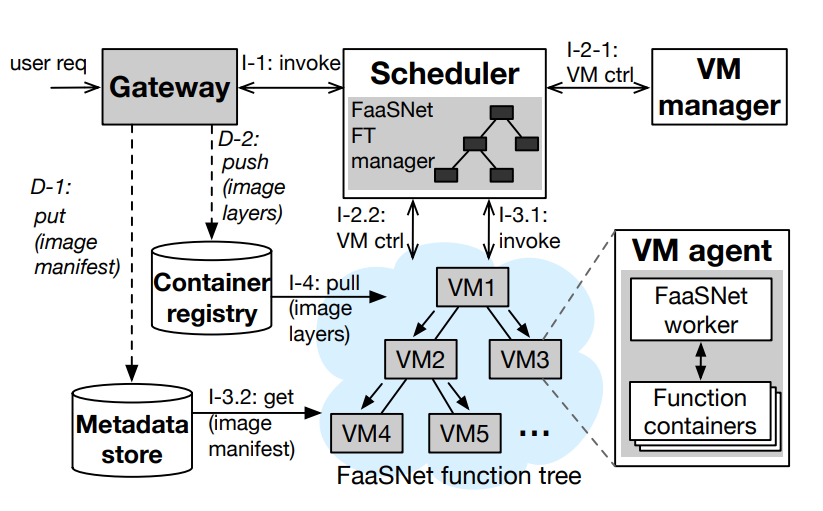 user req
Gateway
I-1: invoke
Scheduler
FaaSNet
FT
manager
I-2-1:
VM ctrl
VM
manager
D-1:
put
(image
manifest)
D-2:
push
(image
layers)
I-2.2:
VM ctrl
I-3.1:
invoke
Container
registry
I-4: pull
(image
layers)
Metadata
store
I-3.2: get
(image
manifest)
VM1
VM2
VM3
VM4
VM5
...
FaaSNet function tree
VM agent
FaaSNet
worker
Function
containers